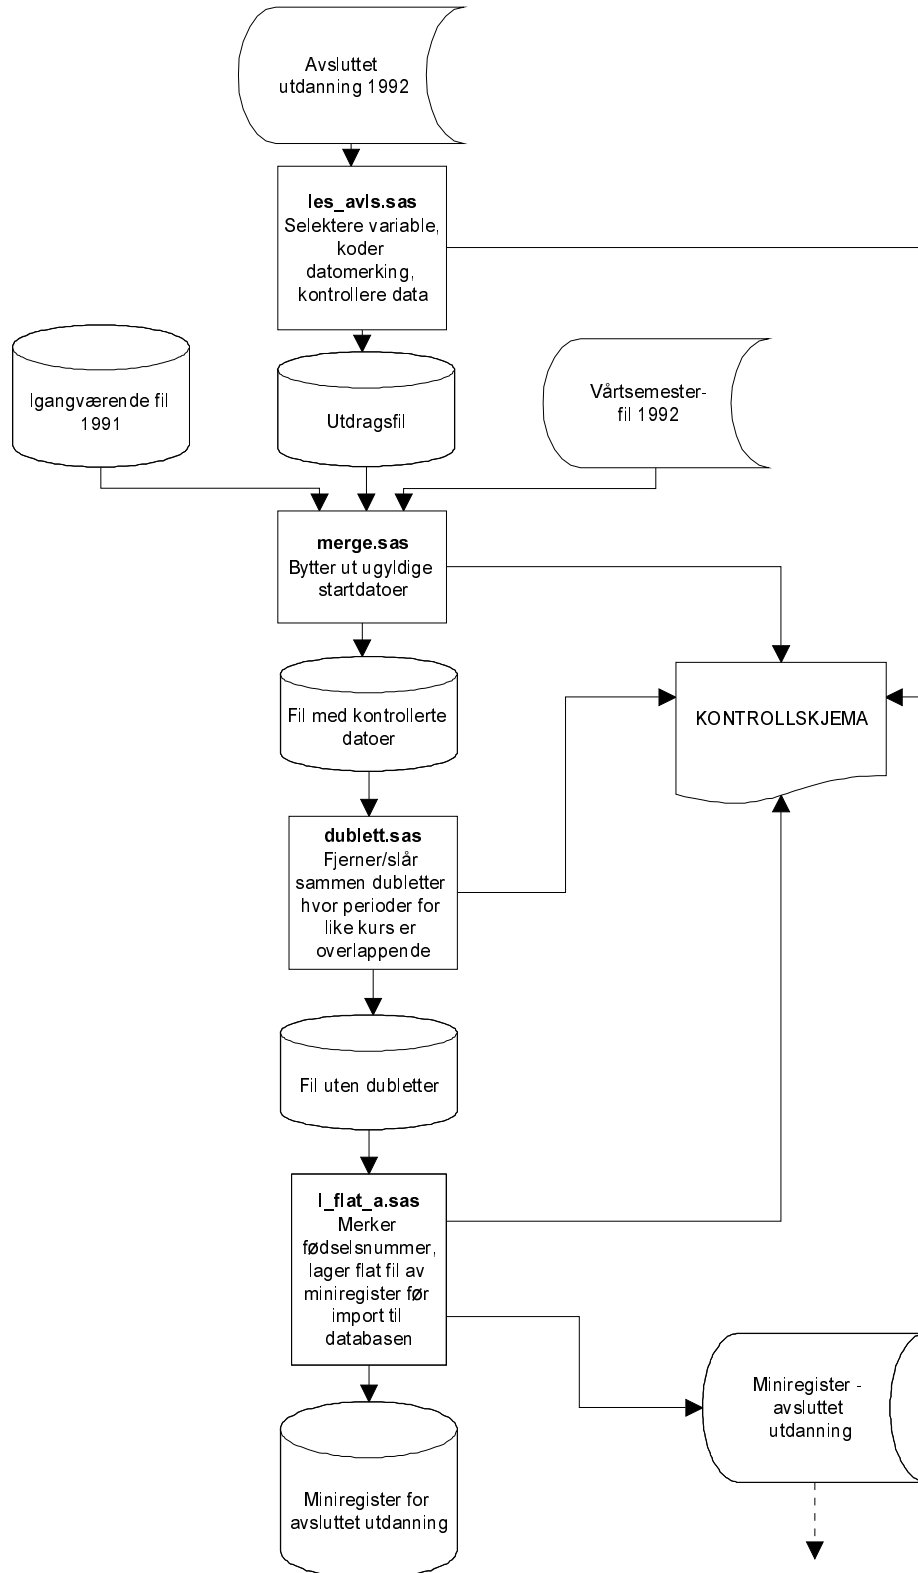 Avsluttet
utdanning 1992
les_avls.sas
Selektere variable,
koder
datomerking,
kontrollere data
Igangværende fil
1991
Utdragsfil
Vårtsemester-
fil 1992
merge.sas
Bytter ut ugyldige
startdatoer
Fil med kontrollerte
datoer
KONTROLLSKJEMA
dublett.sas
Fjerner/slår
sammen dubletter
hvor perioder for
like kurs er
overlappende
Fil uten dubletter
l_flat_a.sas
Merker
fødselsnummer,
lager flat fil av
miniregister før
import til
databasen
Miniregister -
avsluttet
utdanning
Miniregister for
avsluttet utdanning